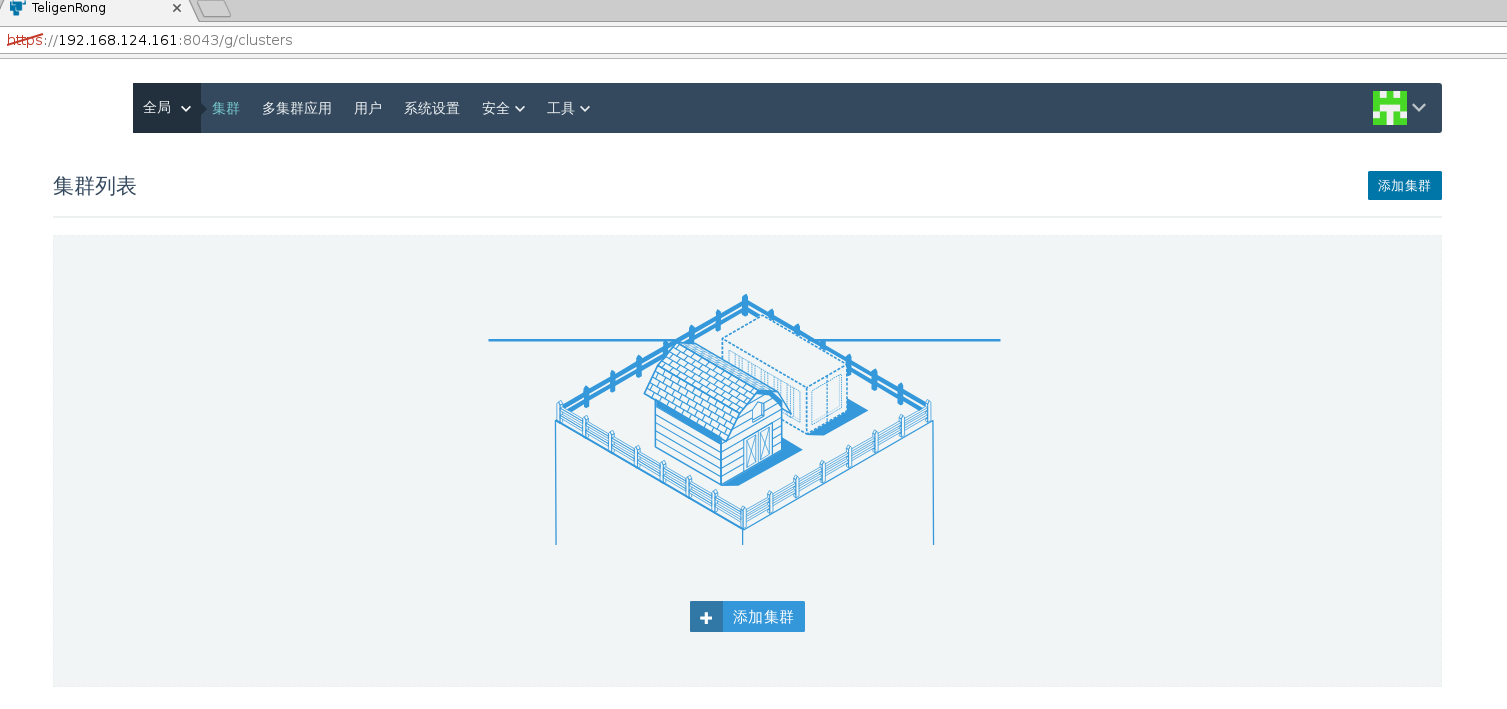 TeligenRong
https://192.168.124.161:8043/g/clusters
全局 集群 多集群应用 用户 系统设置 安全 工具
集群列表 添加集群
添加集群